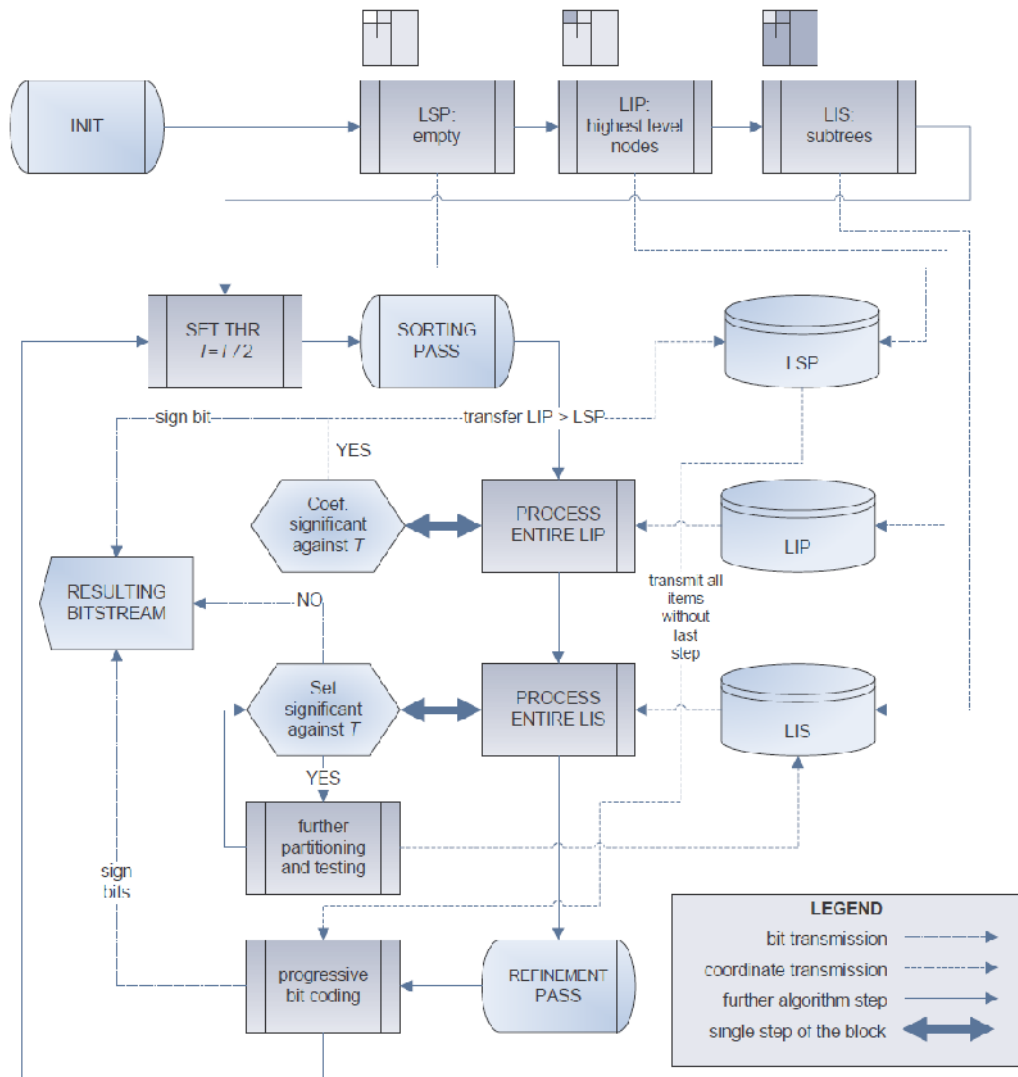 INIT
LSP:
empty
LIP:
highest level
nodes
LIS:
subtrees
SET THR
T = T / 2
SORTING
PASS
LSP
sign bit
transfer LIP > LSP
YES
Coef.
significant
against T
PROCESS
ENTIRE LIP
LIP
RESULTING
BITSTREAM
NO
transmit all
items
without
last
step
Set
significant
against T
PROCESS
ENTIRE LIS
LIS
YES
further
partitioning
and testing
sign
bits
progressive
bit coding
REFINEMENT
PASS
LEGEND
bit transmission
coordinate transmission
further algorithm step
single step of the block